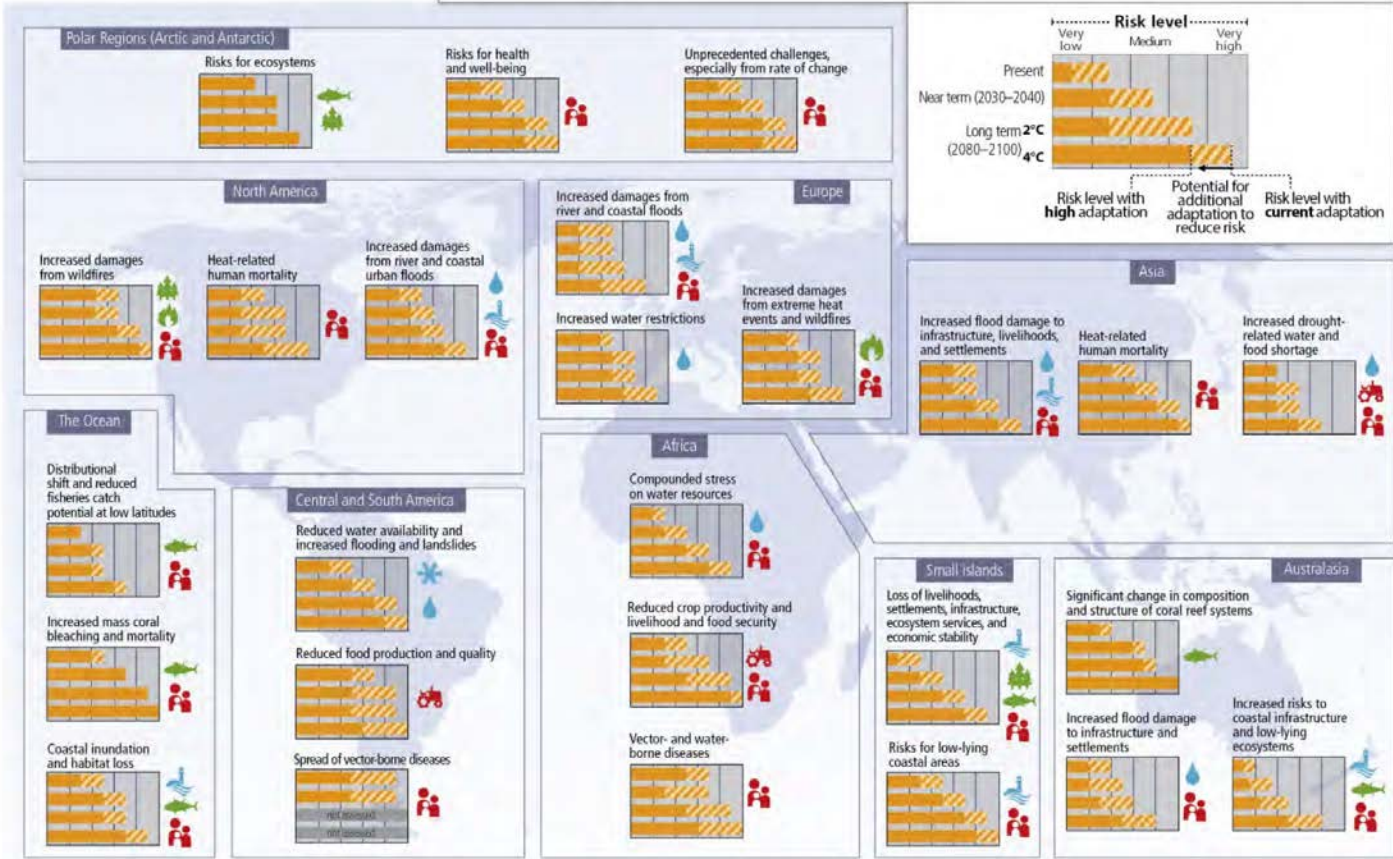 Risk level
Very low
Medium
Very high
Present
Near term (2030–2040)
Long term 2°C
(2080–2100) 4°C
Risk level with
high adaptation
Potential for
additional
adaptation to
reduce risk
Risk level with
current adaptation
Polar Regions (Arctic and Antarctic)
Risks for ecosystems
Risks for health
and well-being
Unprecedented challenges,
especially from rate of change
North America
Increased damages
from wildfires
Heat-related
human mortality
Increased damages
from river and coastal
urban floods
Europe
Increased damages from
river and coastal floods
Increased water restrictions
Increased damages
from extreme heat
events and wildfires
Asia
Increased flood damage to
infrastructure, livelihoods,
and settlements
Heat-related
human mortality
Increased drought-
related water and
food shortage
The Ocean
Distributional
shift and reduced
fisheries catch
potential at low latitudes
Increased mass coral
bleaching and mortality
Coastal inundation
and habitat loss
Central and South America
Reduced water availability and
increased flooding and landslides
Reduced food production and quality
Spread of vector-borne diseases
not assessed
not assessed
Africa
Compounded stress
on water resources
Reduced crop productivity and
livelihood and food security
Vector- and water-
borne diseases
Small islands
Loss of livelihoods,
settlements, infrastructure,
ecosystem services, and
economic stability
Risks for low-lying
coastal areas
Australasia
Significant change in composition
and structure of coral reef systems
Increased flood damage
to infrastructure and
settlements
Increased risks to
coastal infrastructure
and low-lying
ecosystems